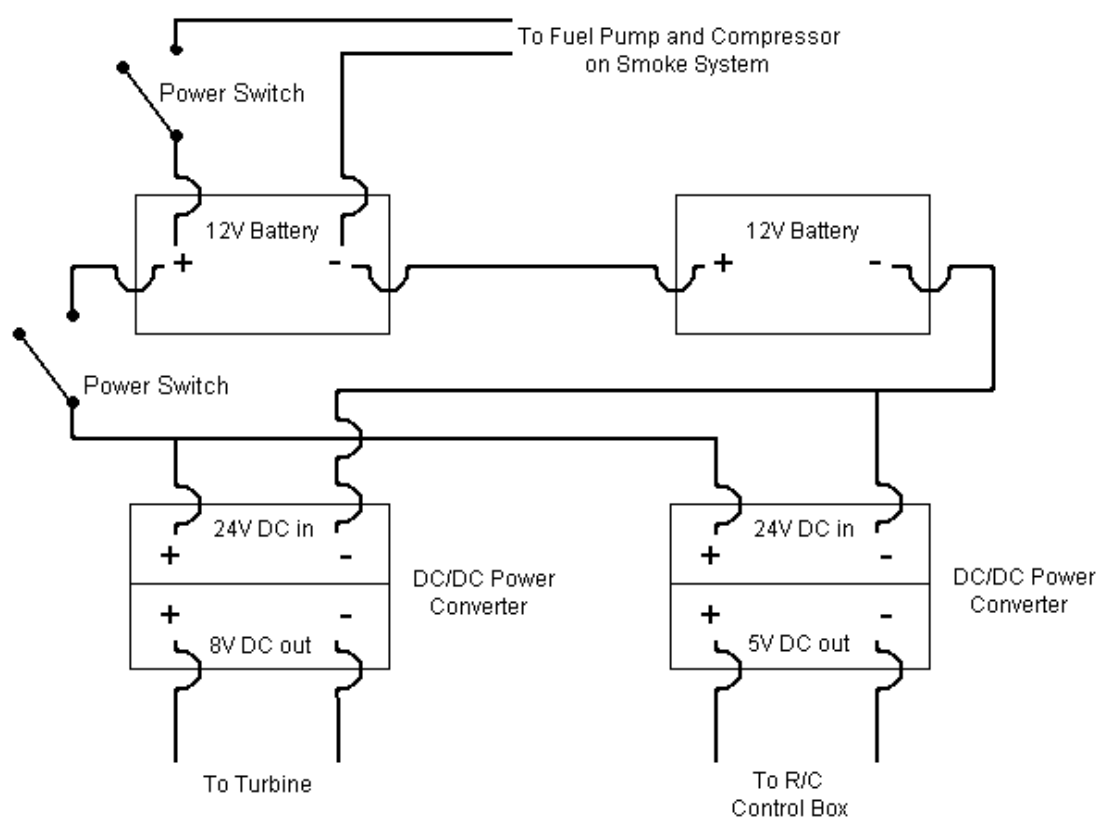 To Fuel Pump and Compressor
on Smoke System
Power Switch
12V Battery
12V Battery
+
-
+
-
Power Switch
24V DC in
24V DC in
+
-
+
-
DC/DC Power
Converter
DC/DC Power
Converter
+
-
+
-
8V DC out
5V DC out
To Turbine
To R/C
Control Box